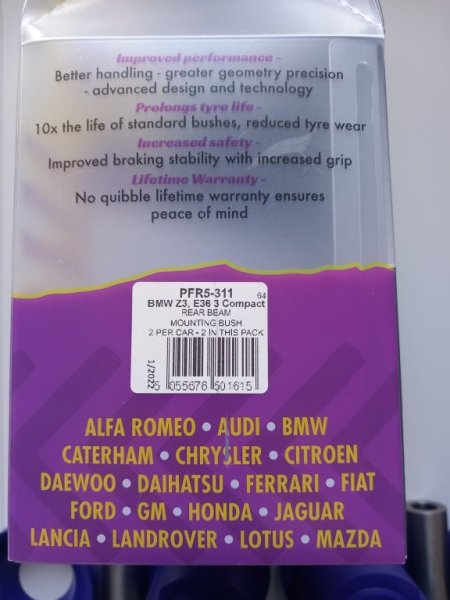 Improved performance -
Better handling - greater geometry precision
- advanced design and technology
Prolongs tyre life -
10x the life of standard bushes, reduced tyre wear
Increased safety -
Improved braking stability with increased grip
Lifetime Warranty -
No quibble lifetime warranty ensures
peace of mind
PFR5-311
64
BMW Z3, E36 3 Compact
REAR BEAM
MOUNTING BUSH
2 PER CAR - 2 IN THIS PACK
1/2022
5 055676 501615
ALFA ROMEO • AUDI • BMW
CATERHAM • CHRYSLER • CITROEN
DAEWOO • DAIHATSU • FERRARI • FIAT
FORD • GM • HONDA • JAGUAR
LANCIA • LANDROVER • LOTUS • MAZDA